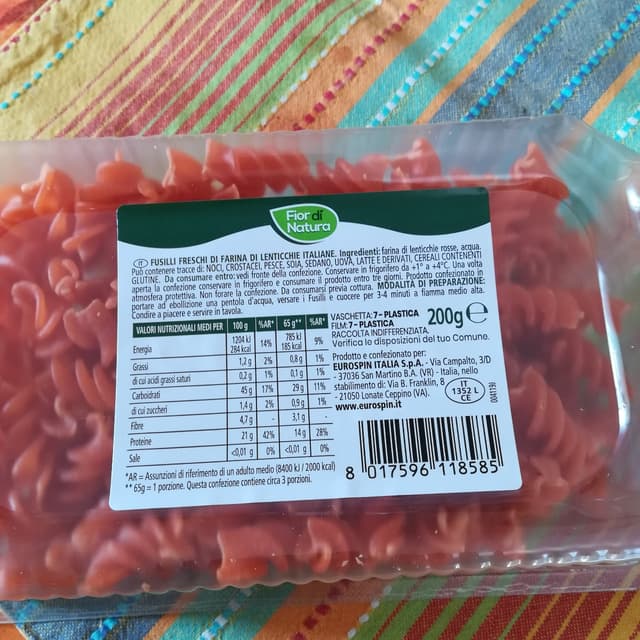 Fior di
Natura
IT FUSILLI FRESCHI DI FARINA DI LENTICCHIE ITALIANE. Ingredienti: farina di lenticchie rosse, acqua.
Può contenere tracce di: NOCI, CROSTACEI, PESCE, SOIA, SEDANO, UOVA, LATTE E DERIVATI, CEREALI CONTENENTI
GLUTINE. Da consumare entro: vedi fronte della confezione. Conservare in frigorifero da +1° a +4°C. Una volta
aperta la confezione conservare in frigorifero e consumare il prodotto entro tre giorni. Prodotto confezionato in
atmosfera protettiva. Non forare la confezione. Da consumarsi previa cottura. MODALITÀ DI PREPARAZIONE:
portare ad ebollizione una pentola d'acqua, versare i Fusilli e cuocere per 3-4 minuti a fiamma medio alta.
Condire a piacere e servire in tavola.
VALORI NUTRIZIONALI MEDI PER 100 g %AR* 65 g** %AR*
Energia 1204 kJ 284 kcal 14% 785 kJ 185 kcal 9%
Grassi 1,2 g 2% 0,8 g 1%
di cui acidi grassi saturi 0,2 g 1% 0,1 g 1%
Carboidrati 45 g 17% 29 g 11%
di cui zuccheri 1,4 g 2% 0,9 g 1%
Fibre 4,7 g - 3,1 g -
Proteine 21 g 42% 14 g 28%
Sale <0,01 g 0% <0,01 g 0%
*AR = Assunzioni di riferimento di un adulto medio (8400 kJ / 2000 kcal)
** 65g = 1 porzione. Questa confezione contiene circa 3 porzioni.
VASCHETTA: 7 - PLASTICA
FILM: 7 - PLASTICA
RACCOLTA INDIFFERENZIATA.
Verifica le disposizioni del tuo Comune.
200g e
Prodotto e confezionato per:
EUROSPIN ITALIA S.p.A. - Via Campalto, 3/D
- 37036 San Martino B.A. (VR) - Italia, nello
stabilimento di: Via B. Franklin, 8
- 21050 Lonate Ceppino (VA).
www.eurospin.it
IT
1352 L
CE
8 017596 118585